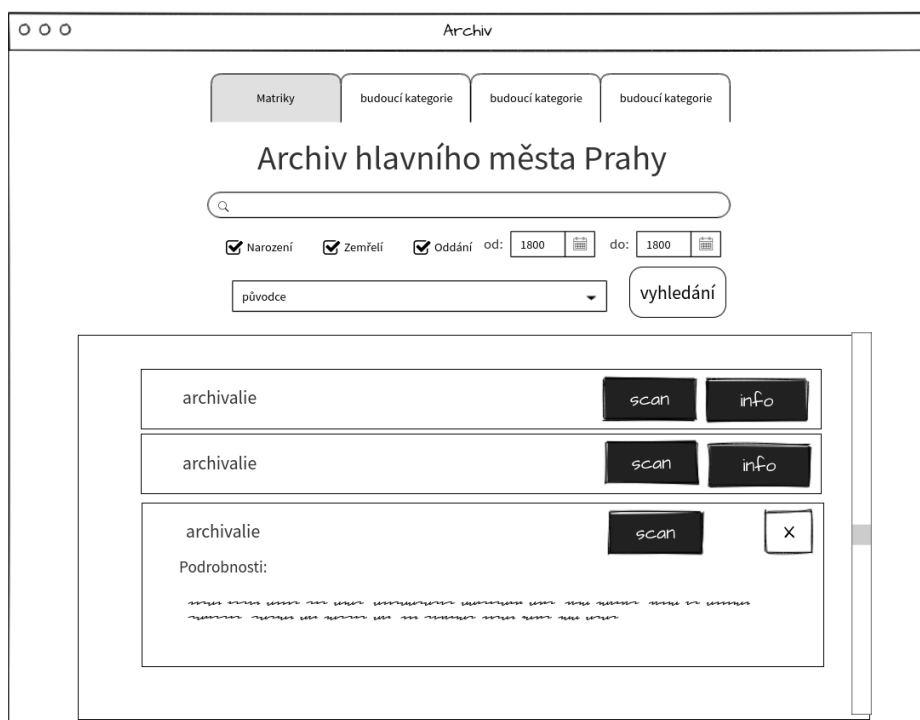 Archiv
Matriky budoucí kategorie budoucí kategorie budoucí kategorie
Archiv hlavního města Prahy
Narození Zemřelí Oddání od: 1800 do: 1800
původce vyhledání
archivalie scan info
archivalie scan info
archivalie scan X
Podrobnosti: